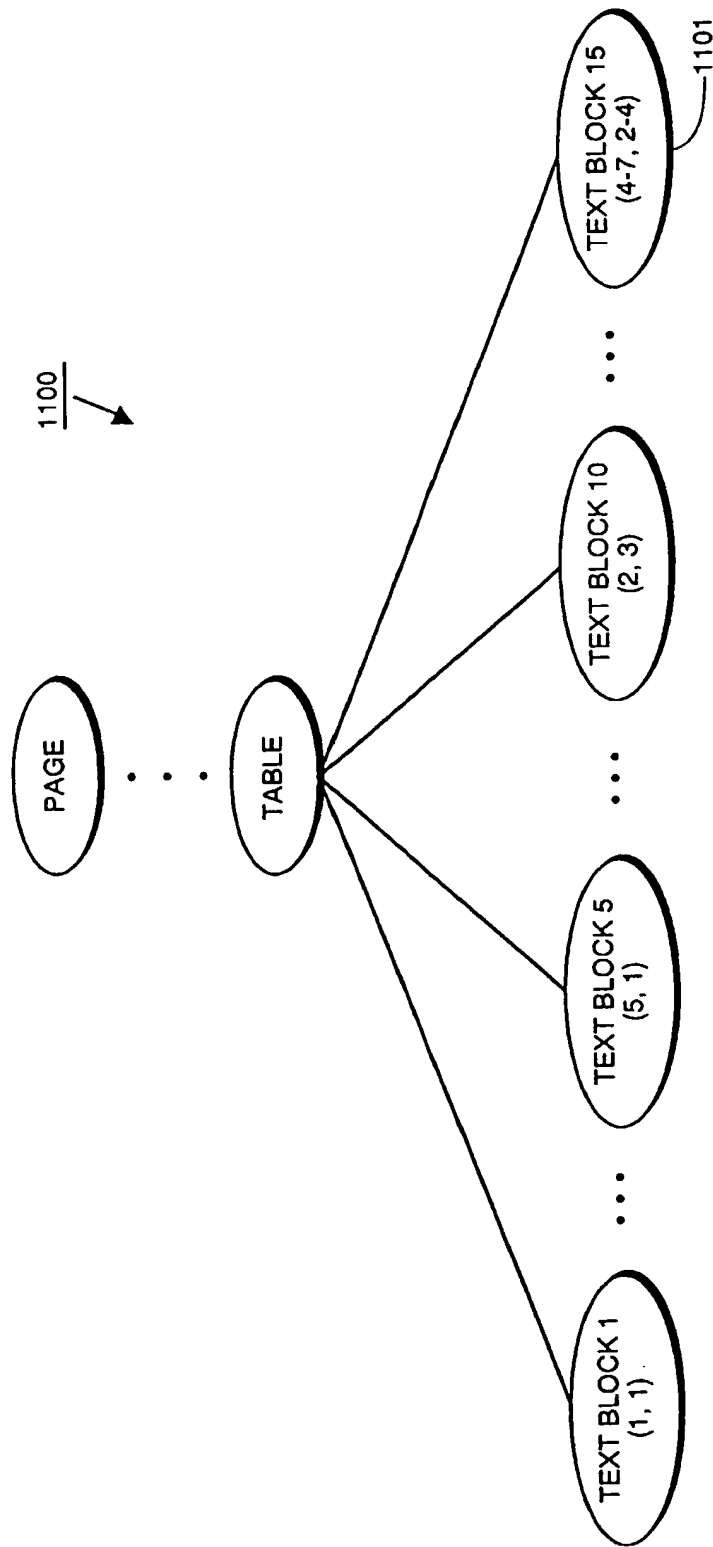 1100
PAGE
TABLE
TEXT BLOCK 1
(1, 1)
TEXT BLOCK 5
(5, 1)
TEXT BLOCK 10
(2, 3)
TEXT BLOCK 15
(4-7, 2-4)
1101